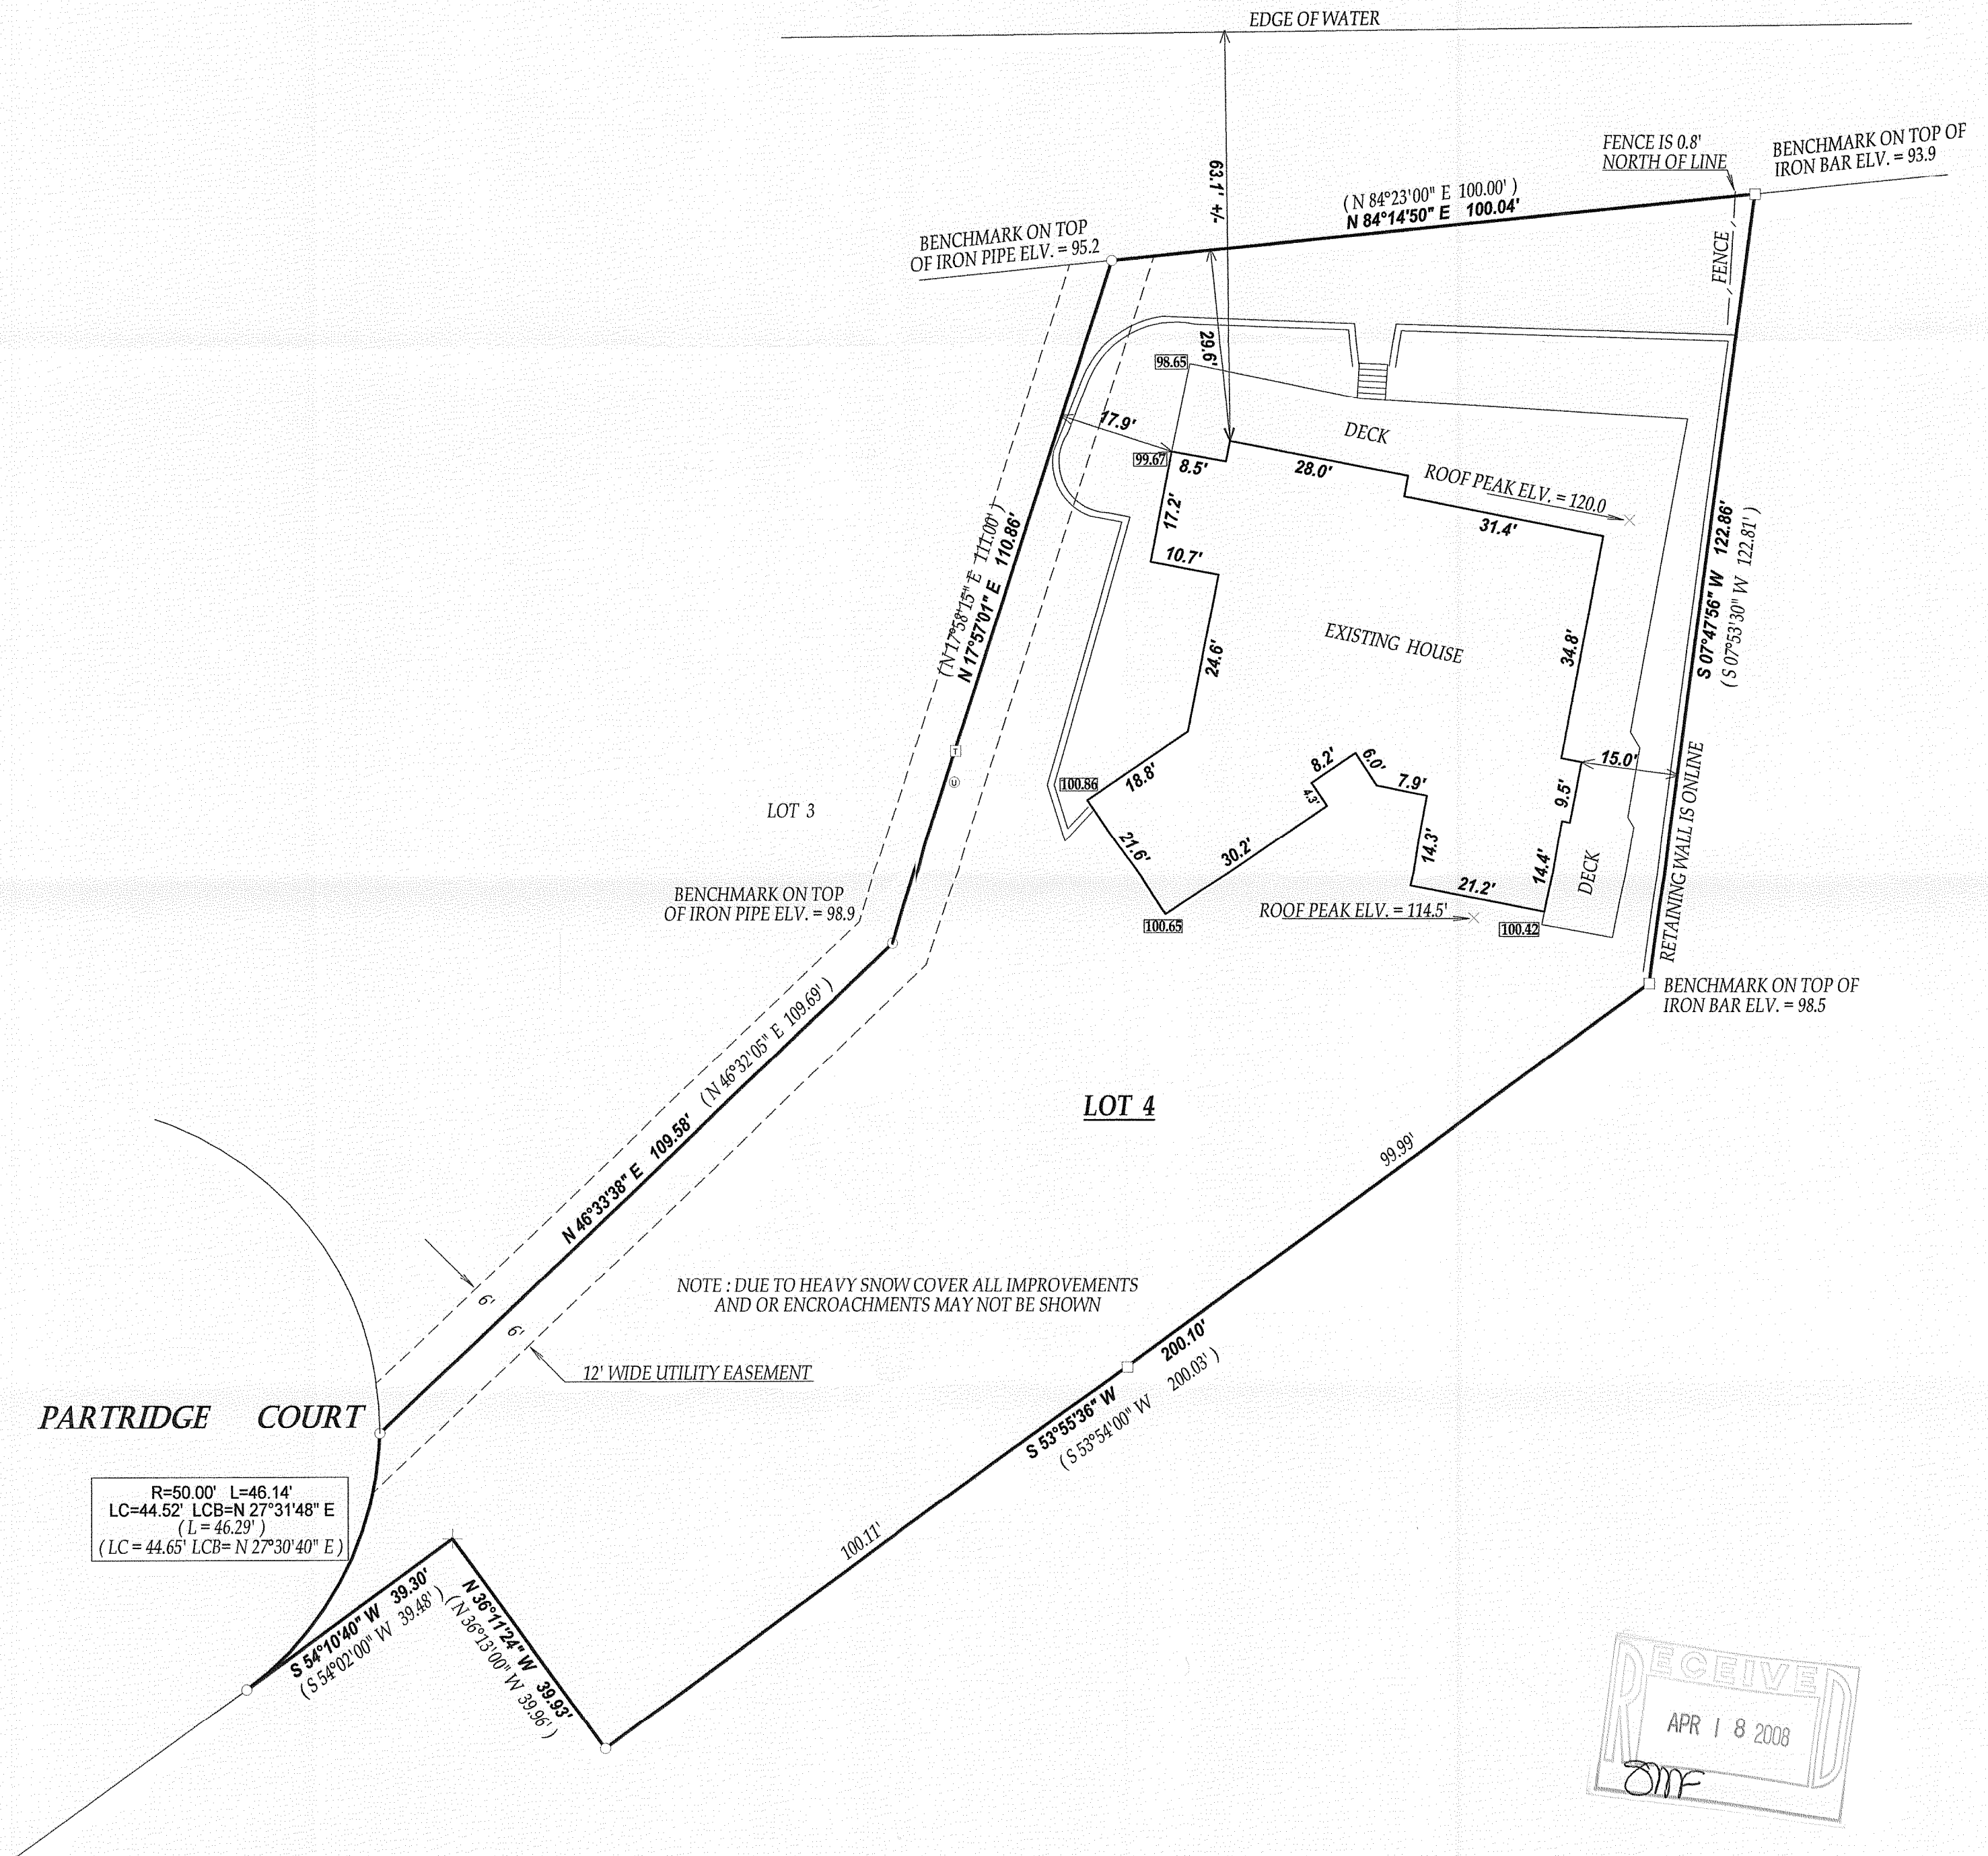 EDGE OF WATER
63.1' +/-
FENCE IS 0.8'
NORTH OF LINE
BENCHMARK ON TOP OF
IRON BAR ELV. = 93.9
( N 84°23'00" E 100.00' )
N 84°14'50" E 100.04'
BENCHMARK ON TOP
OF IRON PIPE ELV. = 95.2
FENCE
29.6'
98.65
17.9'
99.67
8.5'
DECK
28.0'
ROOF PEAK ELV. = 120.0
31.4'
17.2'
10.7'
( N 17°58'15" E 111.00' )
N 17°57'01" E 110.86'
S 07°47'56" W 122.86'
( S 07°53'30" W 122.81' )
EXISTING HOUSE
24.6'
34.8'
T
U
LOT 3
100.86
18.8'
8.2'
6.0'
7.9'
4.3'
15.0'
9.5'
RETAINING WALL IS ONLINE
21.6'
30.2'
14.3'
14.4'
DECK
21.2'
BENCHMARK ON TOP
OF IRON PIPE ELV. = 98.9
100.65
ROOF PEAK ELV. = 114.5'
100.42
BENCHMARK ON TOP OF
IRON BAR ELV. = 98.5
N 46°33'38" E 109.58' ( N 46°32'05" E 109.69' )
LOT 4
99.99'
6'
6'
NOTE : DUE TO HEAVY SNOW COVER ALL IMPROVEMENTS
AND OR ENCROACHMENTS MAY NOT BE SHOWN
12' WIDE UTILITY EASEMENT
S 53°55'36" W 200.10'
( S 53°54'00" W 200.03' )
100.11'
PARTRIDGE COURT
R=50.00' L=46.14'
LC=44.52' LCB=N 27°31'48" E
( L = 46.29' )
( LC = 44.65' LCB= N 27°30'40" E )
S 54°10'40" W 39.30'
( S 54°02'00" W 39.48' )
N 36°11'24" W 39.93'
( N 36°13'00" W 39.96' )
RECEIVED
APR 18 2008